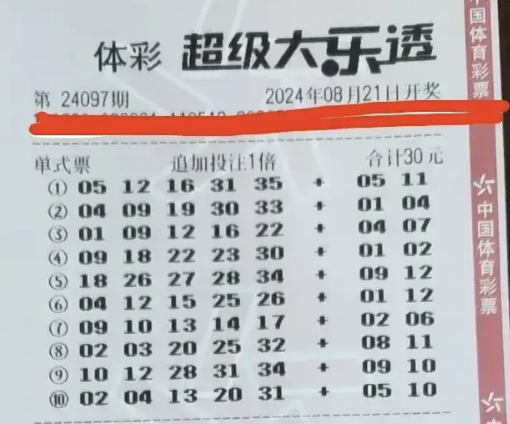 体彩 超级大乐透
第 24097期 2024年08月21日开奖
单式票 追加投注1倍 合计30元
① 05 12 16 31 35 + 05 11
② 04 09 19 30 33 + 01 04
③ 01 09 12 16 22 + 04 07
④ 09 18 22 23 30 + 01 02
⑤ 18 26 27 28 34 + 09 12
⑥ 04 12 15 25 26 + 01 12
⑦ 09 10 13 14 17 + 02 06
⑧ 02 03 20 25 32 + 08 11
⑨ 10 12 28 31 34 + 09 10
⑩ 02 04 13 20 31 + 05 10
中国体育彩票
中国体育彩票